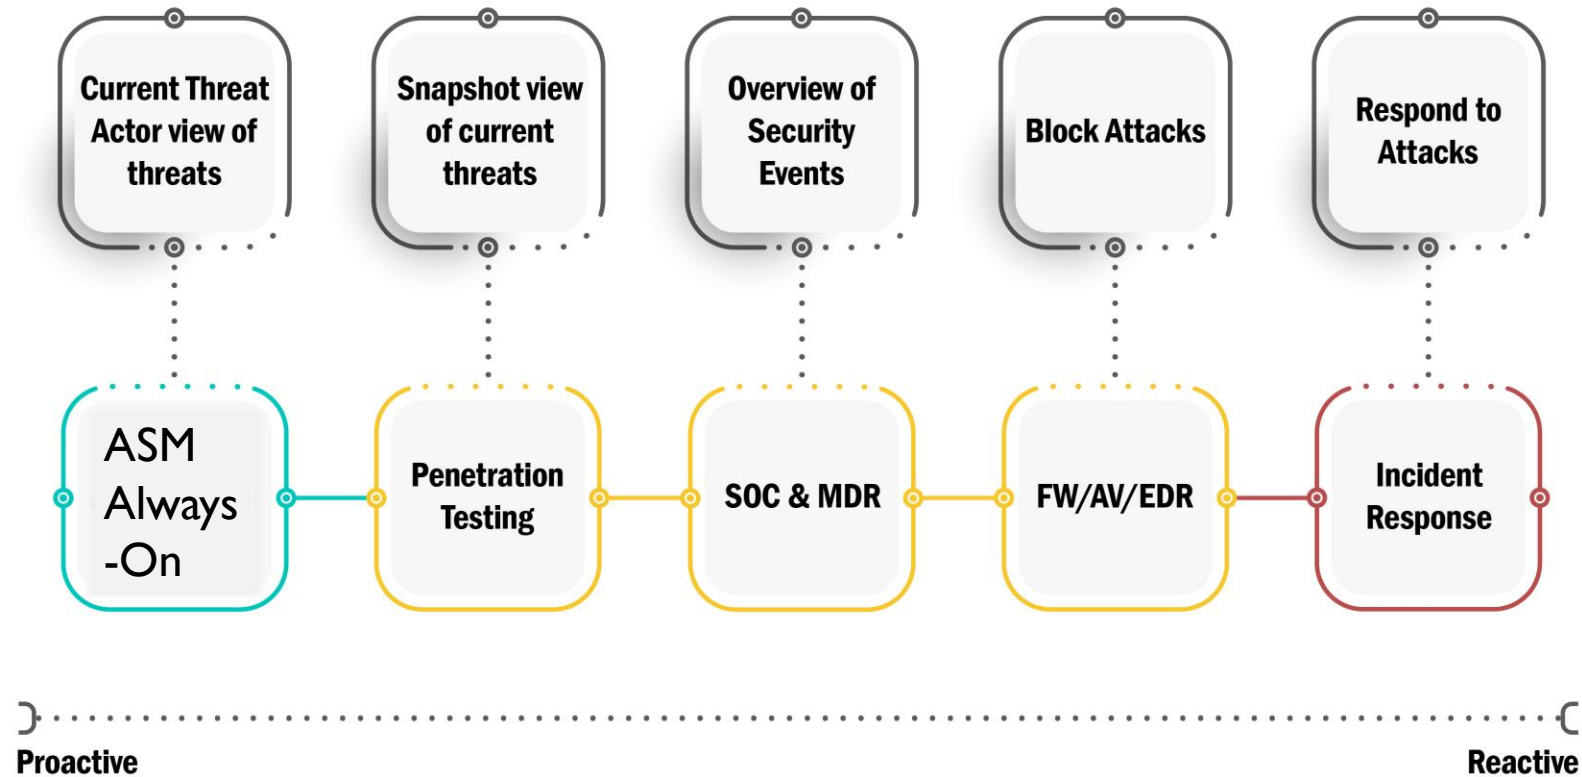 Current Threat
Actor view of
threats
Snapshot view
of current
threats
Overview of
Security
Events
Block Attacks
Respond to
Attacks
ASM
Always
-On
Penetration
Testing
SOC & MDR
FW/AV/EDR
Incident
Response
Proactive
Reactive